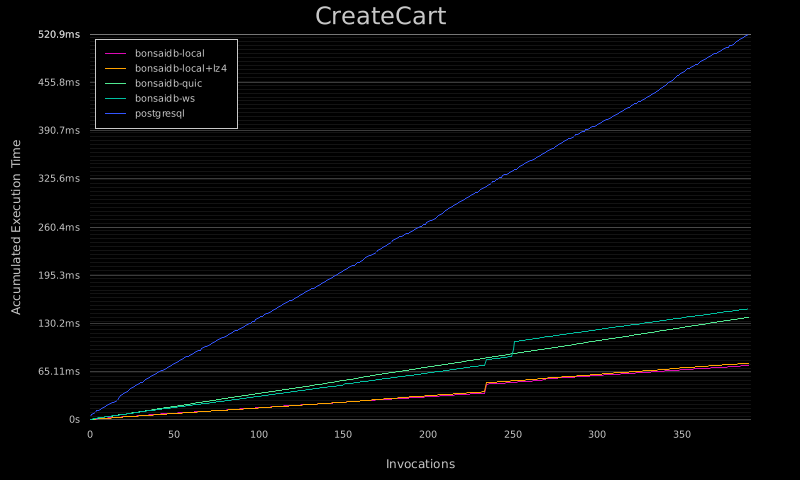 CreateCart
520.9ms
455.8ms
390.7ms
325.6ms
260.4ms
195.3ms
130.2ms
65.11ms
0s
bonsaidb-local
bonsaidb-local+lz4
bonsaidb-quic
bonsaidb-ws
postgresql
Accumulated Execution Time
0 50 100 150 200 250 300 350
Invocations